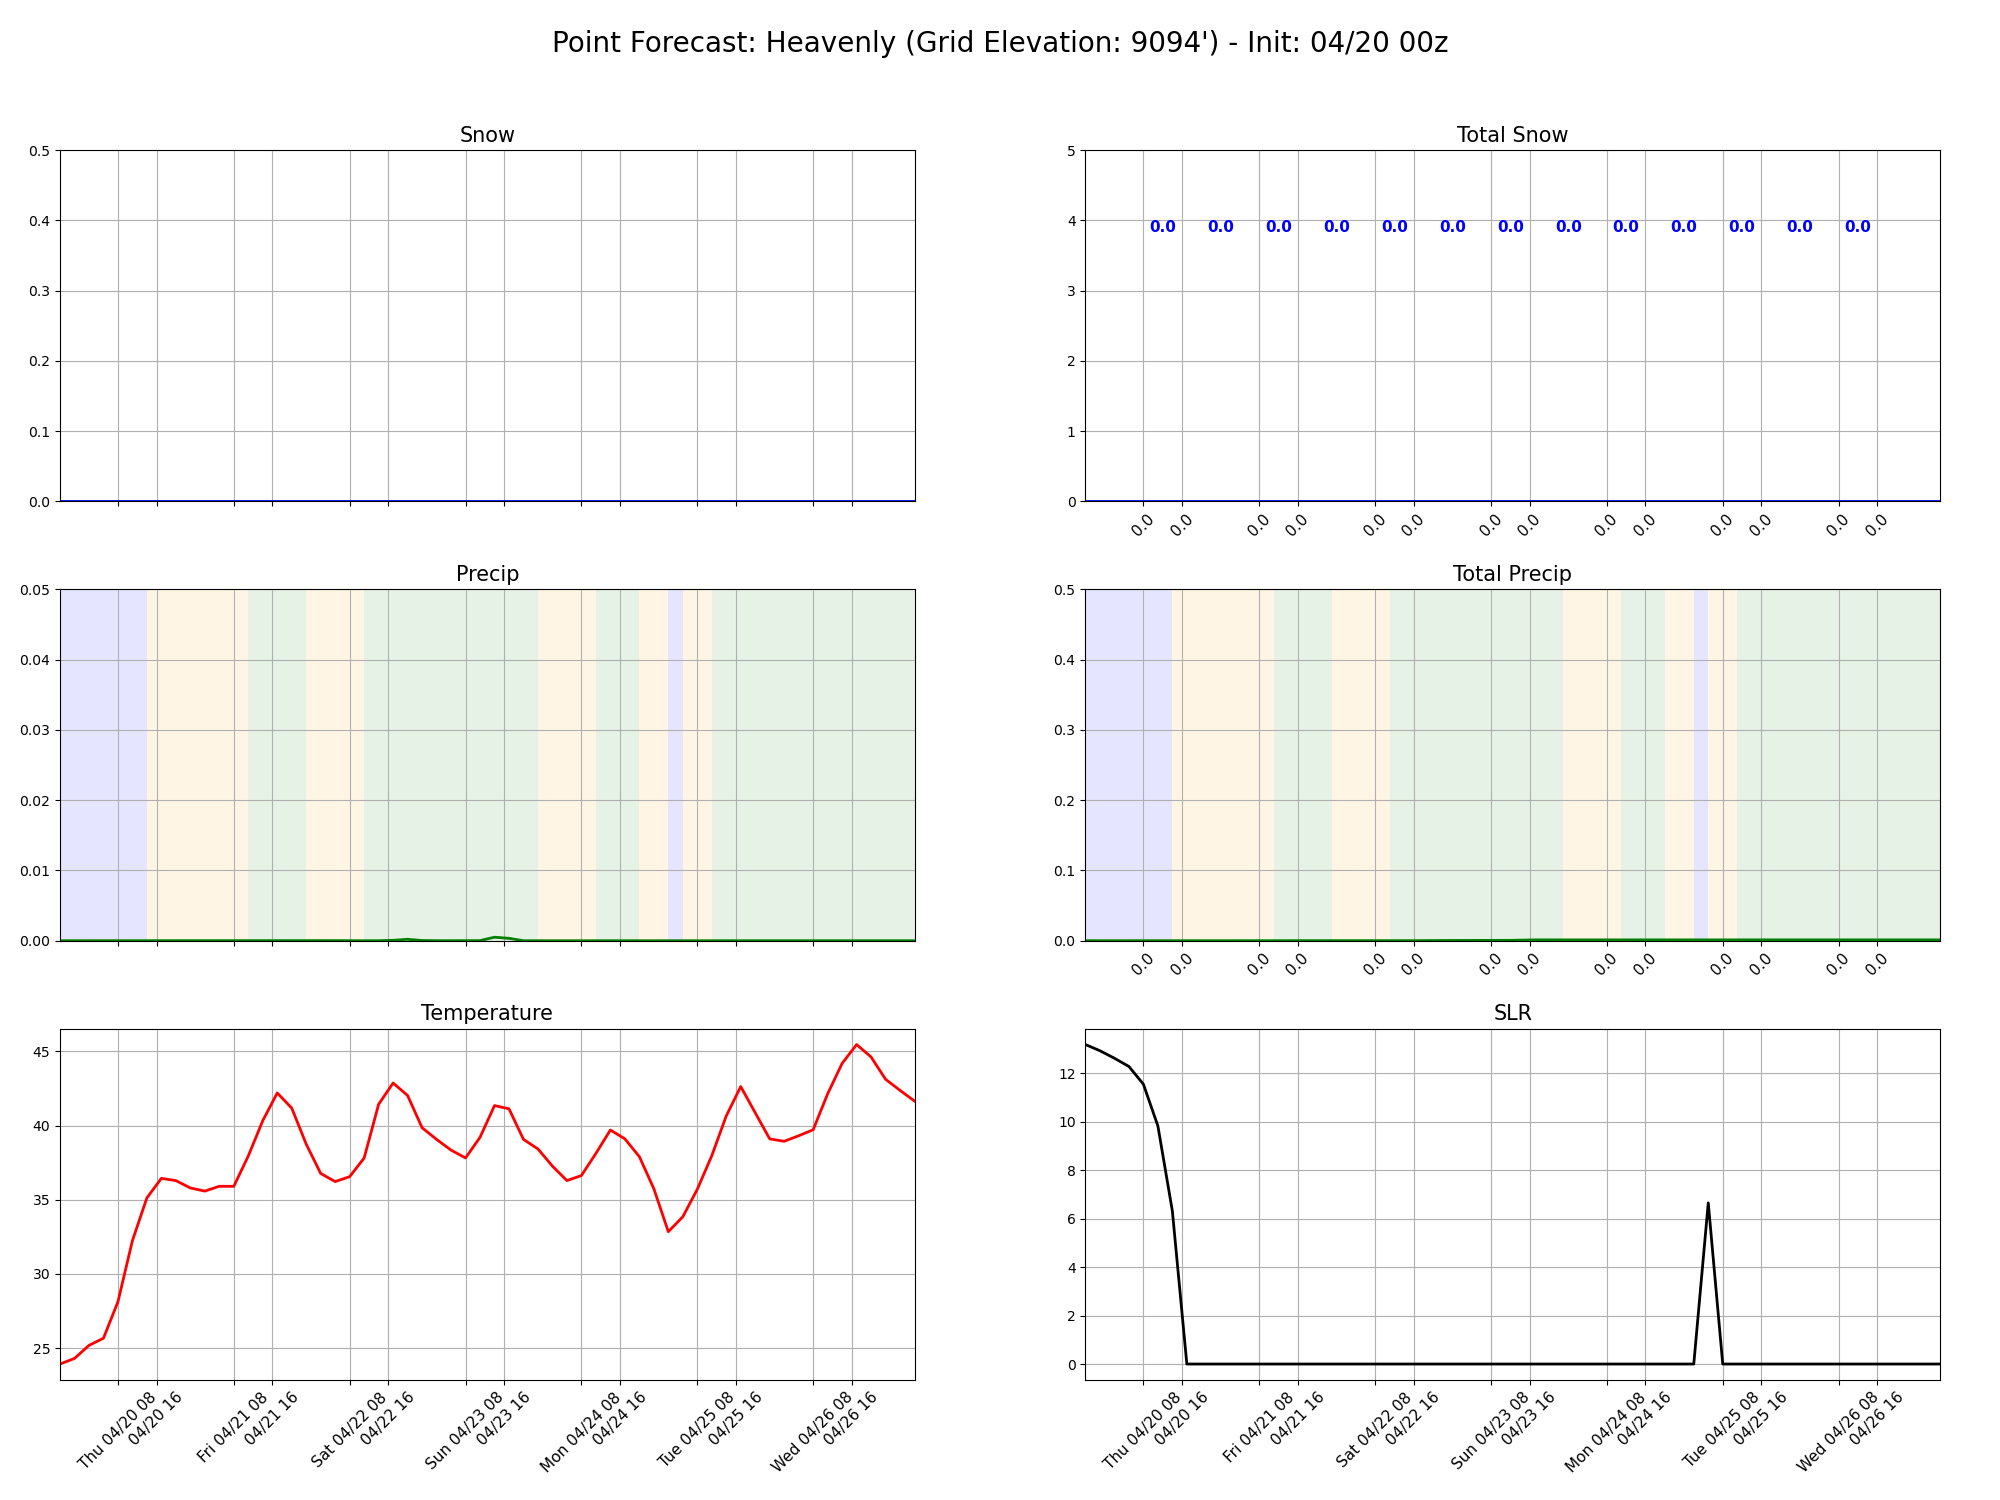 Point Forecast: Heavenly (Grid Elevation: 9094') - Init: 04/20 00z
Snow
0.5
0.4
0.3
0.2
0.1
0.0
Total Snow
5
4
3
2
1
0
0.0 0.0 0.0 0.0 0.0 0.0 0.0 0.0 0.0 0.0 0.0 0.0 0.0
0.0 0.0 0.0 0.0 0.0 0.0 0.0 0.0 0.0 0.0 0.0 0.0 0.0 0.0
Precip
0.05
0.04
0.03
0.02
0.01
0.00
Total Precip
0.5
0.4
0.3
0.2
0.1
0.0
0.0 0.0 0.0 0.0 0.0 0.0 0.0 0.0 0.0 0.0 0.0 0.0 0.0 0.0
Temperature
45
40
35
30
25
Thu 04/20 08
04/20 16
Fri 04/21 08
04/21 16
Sat 04/22 08
04/22 16
Sun 04/23 08
04/23 16
Mon 04/24 08
04/24 16
Tue 04/25 08
04/25 16
Wed 04/26 08
04/26 16
SLR
12
10
8
6
4
2
0
Thu 04/20 08
04/20 16
Fri 04/21 08
04/21 16
Sat 04/22 08
04/22 16
Sun 04/23 08
04/23 16
Mon 04/24 08
04/24 16
Tue 04/25 08
04/25 16
Wed 04/26 08
04/26 16